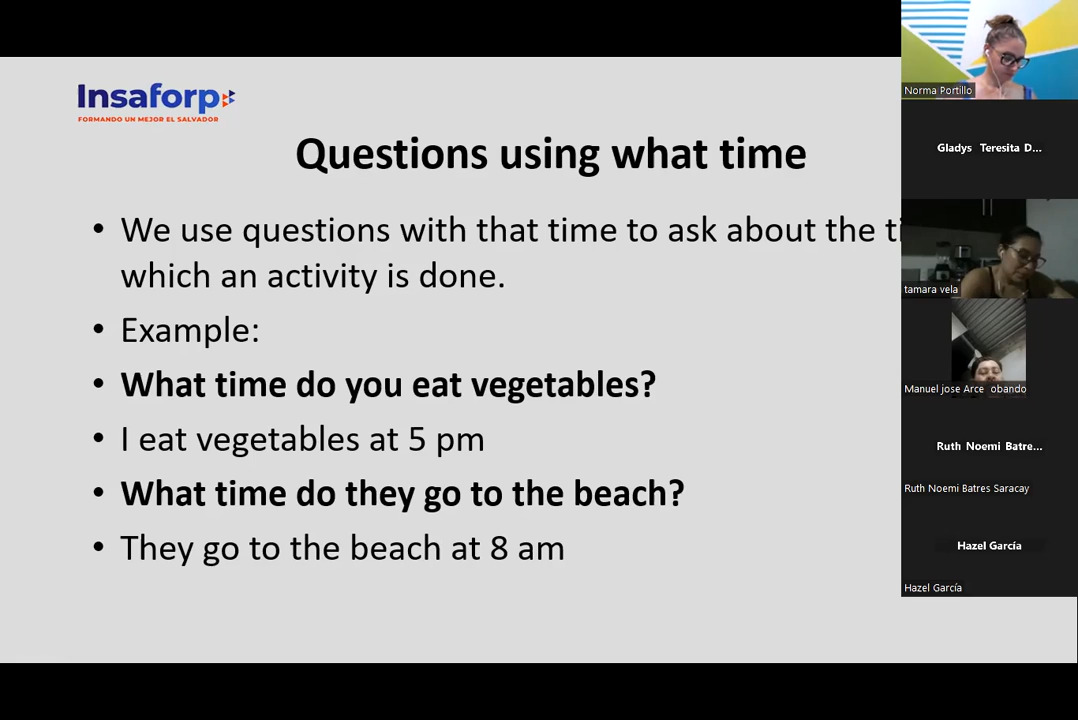 Insaforp
FORMANDO UN MEJOR EL SALVADOR
Questions using what time
• We use questions with that time to ask about the
which an activity is done.
• Example:
• What time do you eat vegetables?
• I eat vegetables at 5 pm
• What time do they go to the beach?
• They go to the beach at 8 am
Norma Portillo
Gladys Teresita D...
tamara vela
Manuel jose Arce obando
Ruth Noemi Batre...
Ruth Noemi Batres Saracay
Hazel García
Hazel García